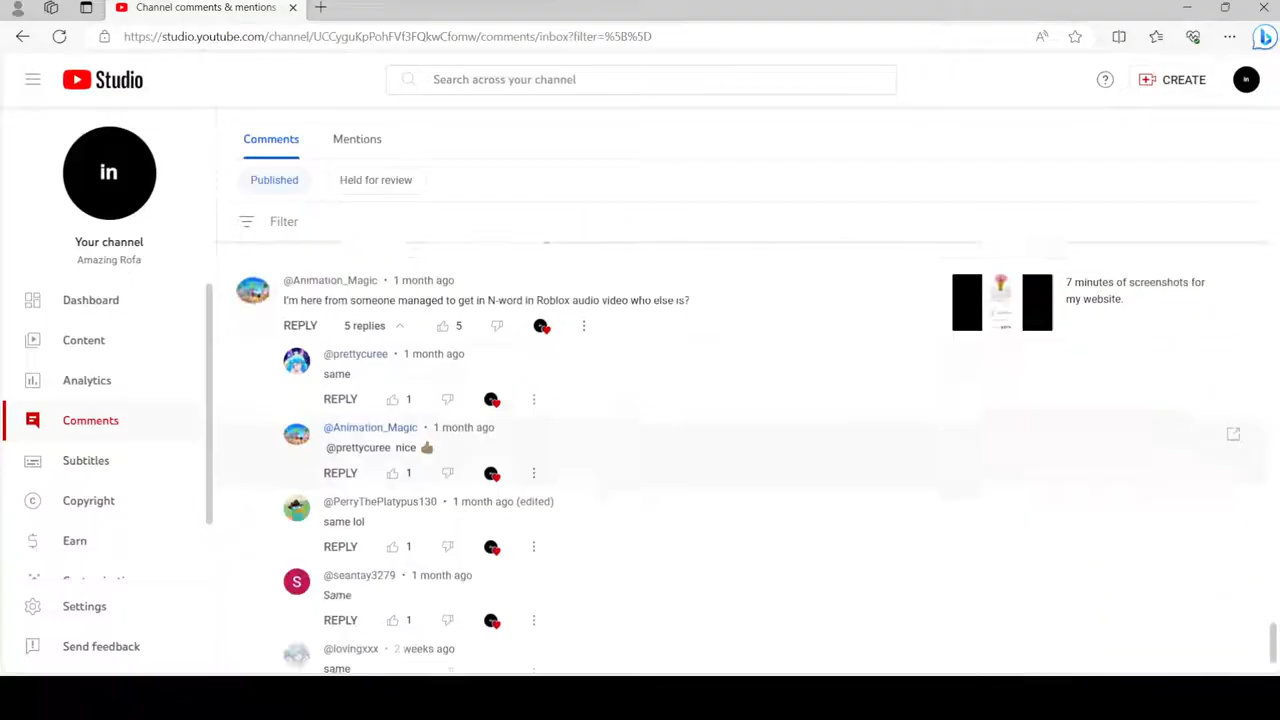 Channel comments & mentions
https://studio.youtube.com/channel/UCCyguKpPohFVf3FQkwCfomw/comments/inbox?filter=%5B%5D
Studio
Search across your channel
CREATE
in
in
Your channel
Amazing Rofa
Dashboard
Content
Analytics
Comments
Subtitles
Copyright
Earn
Settings
Send feedback
Comments Mentions
Published Held for review
Filter
@Animation_Magic • 1 month ago
I'm here from someone managed to get in N-word in Roblox audio video who else is?
REPLY 5 replies 5
7 minutes of screenshots for
my website.
@prettycuree • 1 month ago
same
REPLY 1
@Animation_Magic • 1 month ago
@prettycuree nice
REPLY 1
@PerryThePlatypus130 • 1 month ago (edited)
same lol
REPLY 1
S
@seantay3279 • 1 month ago
Same
REPLY 1
@lovingxxx • 2 weeks ago
same